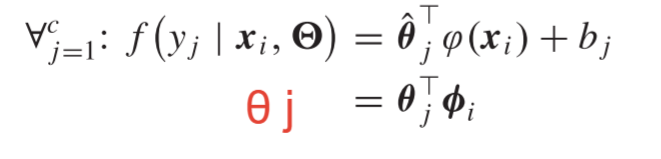 ∀ᶜⱼ₌₁: f(yⱼ | xᵢ, Θ) = θ̂ⱼ⊤φ(xᵢ) + bⱼ
θ j = θⱼ⊤ϕᵢ